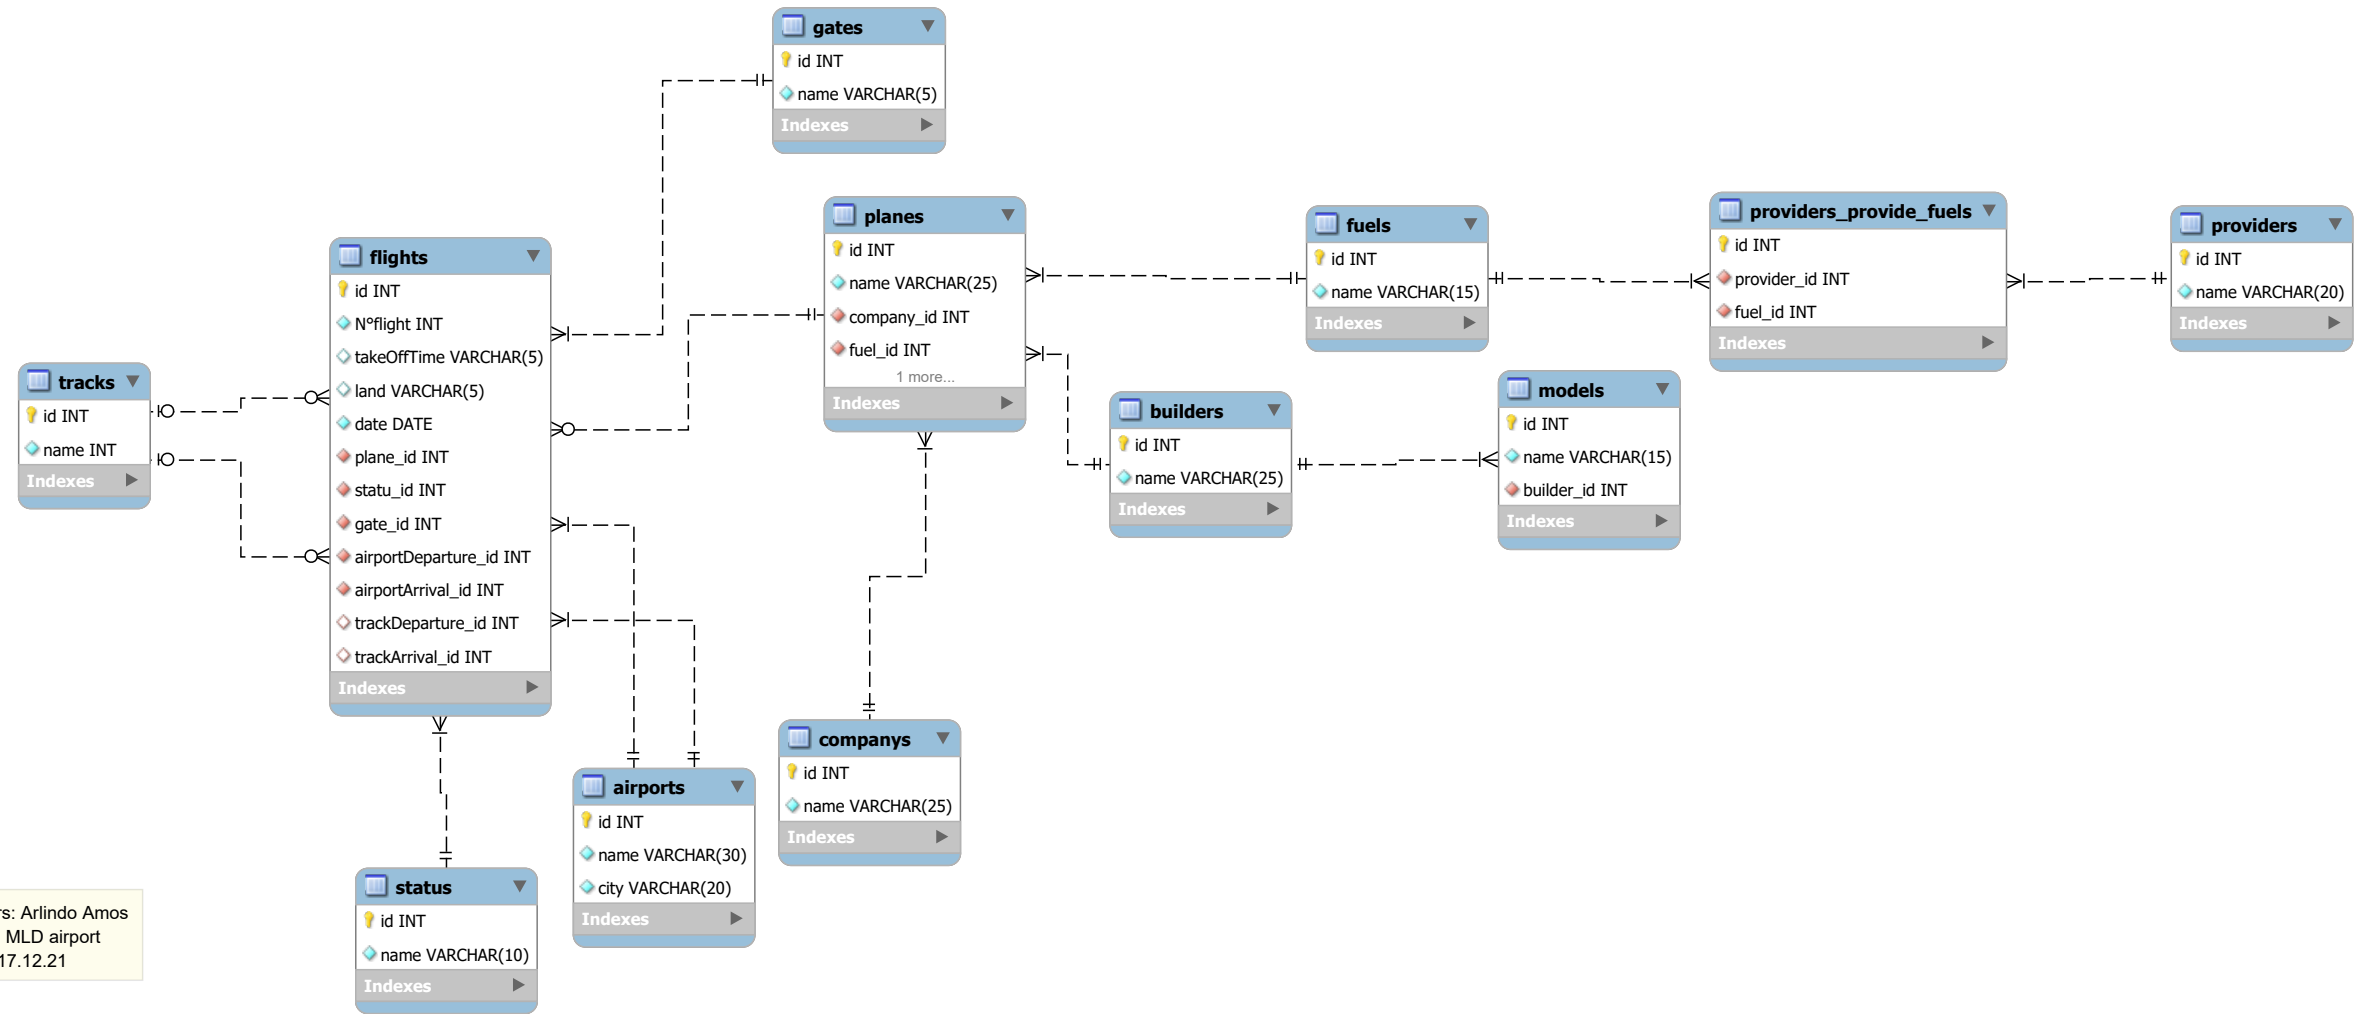 gates
id INT
name VARCHAR(5)
Indexes
planes
id INT
name VARCHAR(25)
company_id INT
fuel_id INT
1 more...
Indexes
fuels
id INT
name VARCHAR(15)
Indexes
providers_provide_fuels
id INT
provider_id INT
fuel_id INT
Indexes
providers
id INT
name VARCHAR(20)
Indexes
flights
id INT
N°flight INT
takeOffTime VARCHAR(5)
land VARCHAR(5)
date DATE
plane_id INT
statu_id INT
gate_id INT
airportDeparture_id INT
airportArrival_id INT
trackDeparture_id INT
trackArrival_id INT
Indexes
tracks
id INT
name INT
Indexes
builders
id INT
name VARCHAR(25)
Indexes
models
id INT
name VARCHAR(15)
builder_id INT
Indexes
companys
id INT
name VARCHAR(25)
Indexes
airports
id INT
name VARCHAR(30)
city VARCHAR(20)
Indexes
status
id INT
name VARCHAR(10)
Indexes
rs: Arlindo Amos
MLD airport
17.12.21